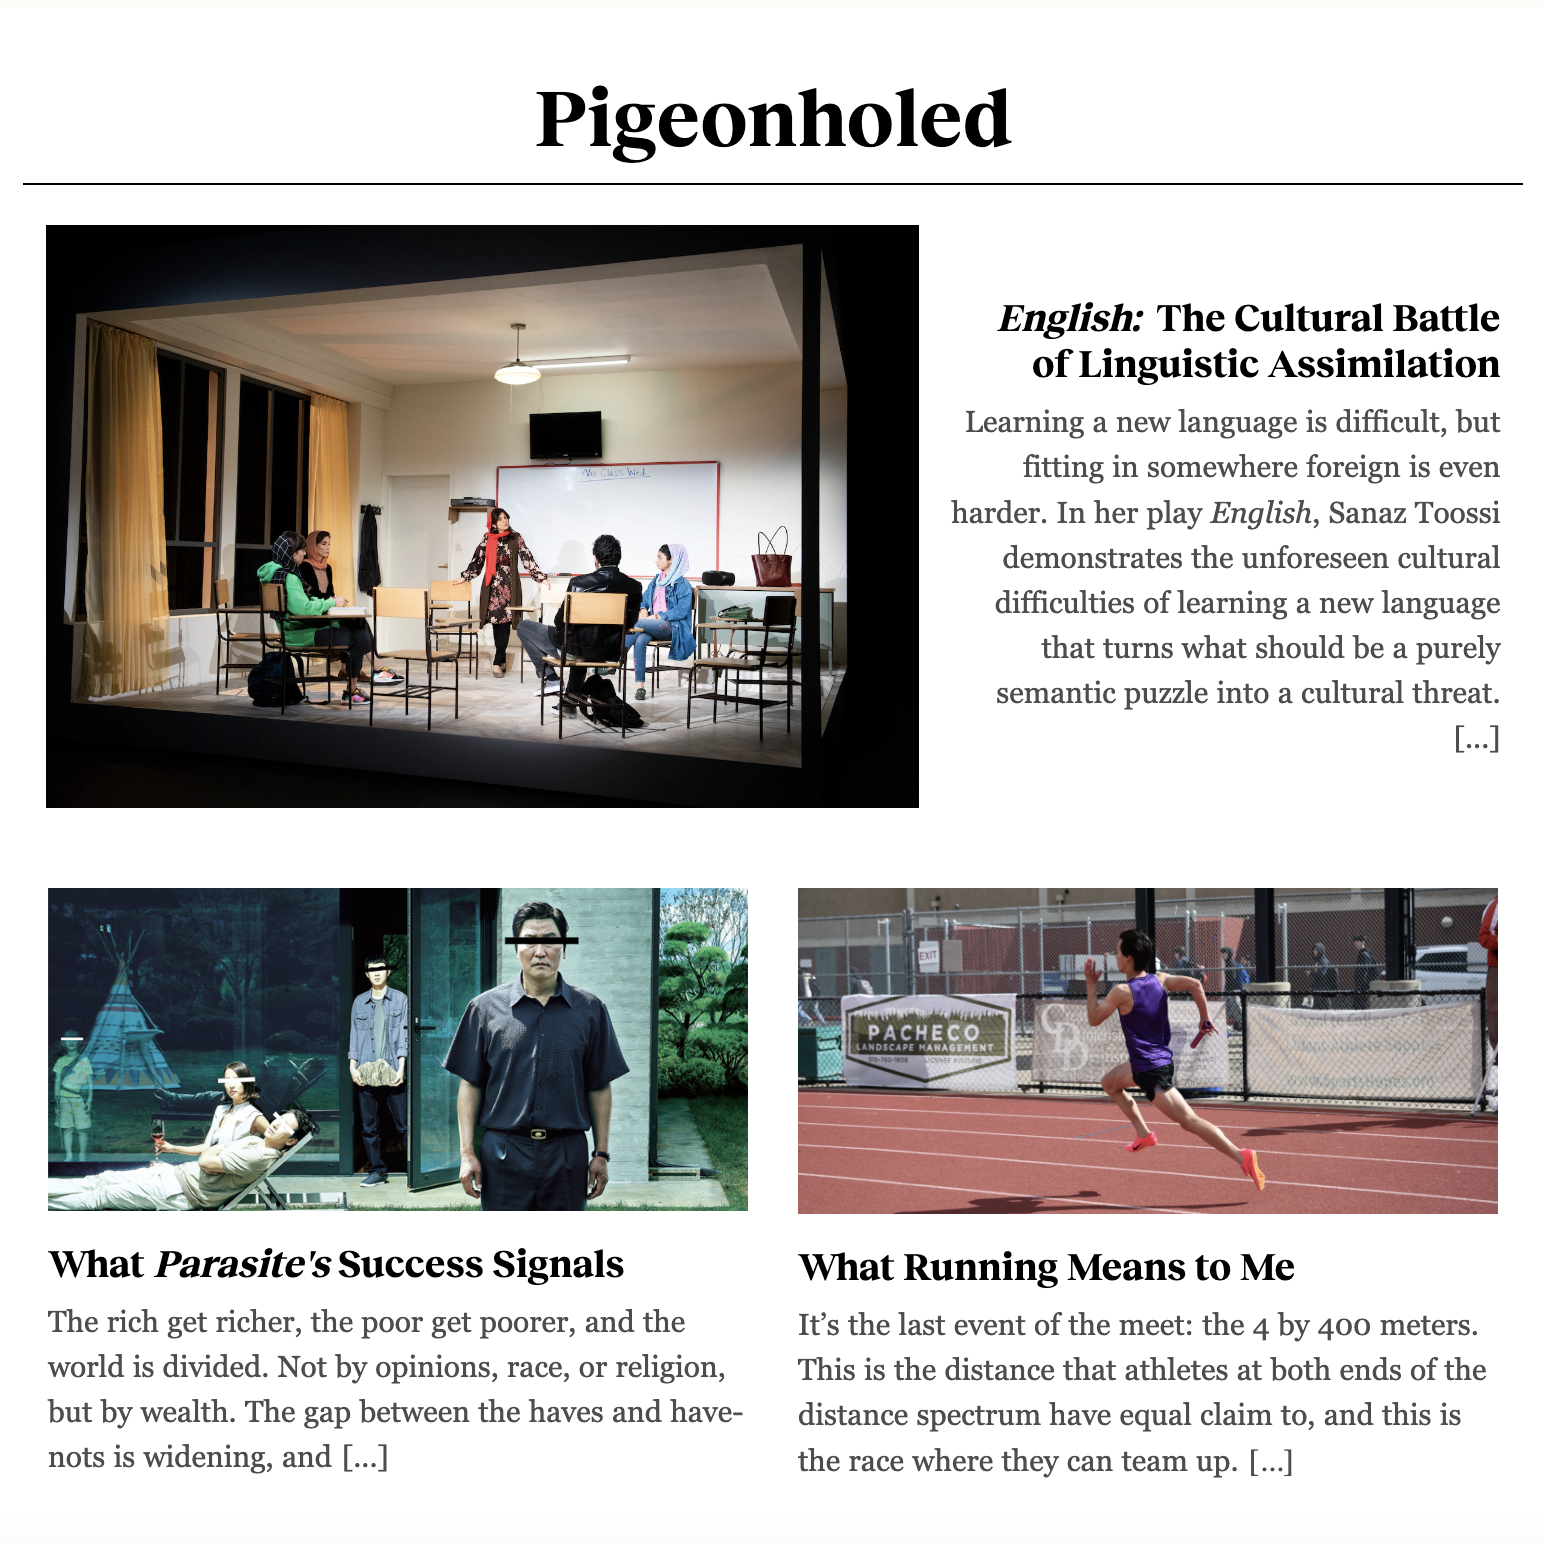 Pigeonholed
English: The Cultural Battle
of Linguistic Assimilation
Learning a new language is difficult, but
fitting in somewhere foreign is even
harder. In her play English, Sanaz Toossi
demonstrates the unforeseen cultural
difficulties of learning a new language
that turns what should be a purely
semantic puzzle into a cultural threat.
[…]
No Class Wed
EXIT
PACHECO
LANDSCAPE MANAGEMENT
What Parasite's Success Signals
The rich get richer, the poor get poorer, and the
world is divided. Not by opinions, race, or religion,
but by wealth. The gap between the haves and have-
nots is widening, and […]
What Running Means to Me
It’s the last event of the meet: the 4 by 400 meters.
This is the distance that athletes at both ends of the
distance spectrum have equal claim to, and this is
the race where they can team up. […]